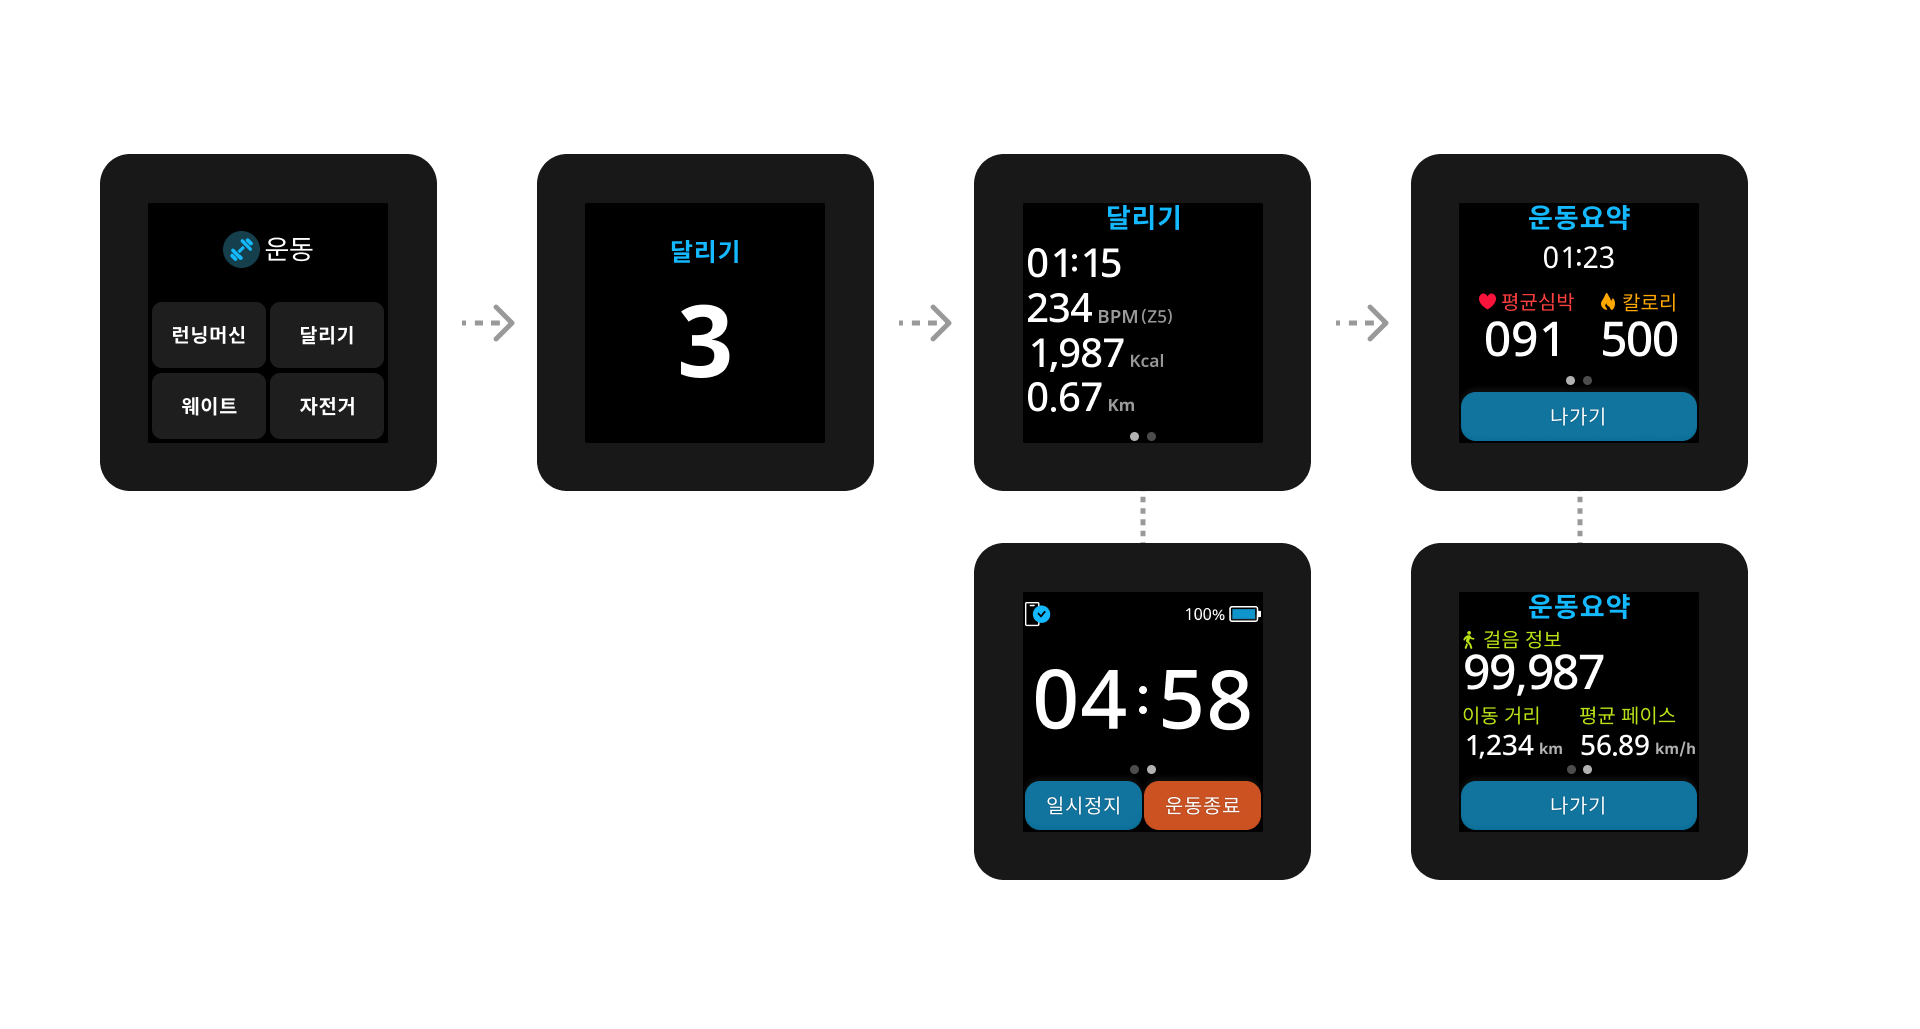 운동
런닝머신 달리기
웨이트 자전거
달리기
3
달리기
01:15
234 BPM (Z5)
1,987 Kcal
0.67 Km
100%
04:58
일시정지 운동종료
운동요약
01:23
평균심박 칼로리
091 500
나가기
운동요약
걸음 정보
99,987
이동 거리 평균 페이스
1,234 km 56.89 km/h
나가기